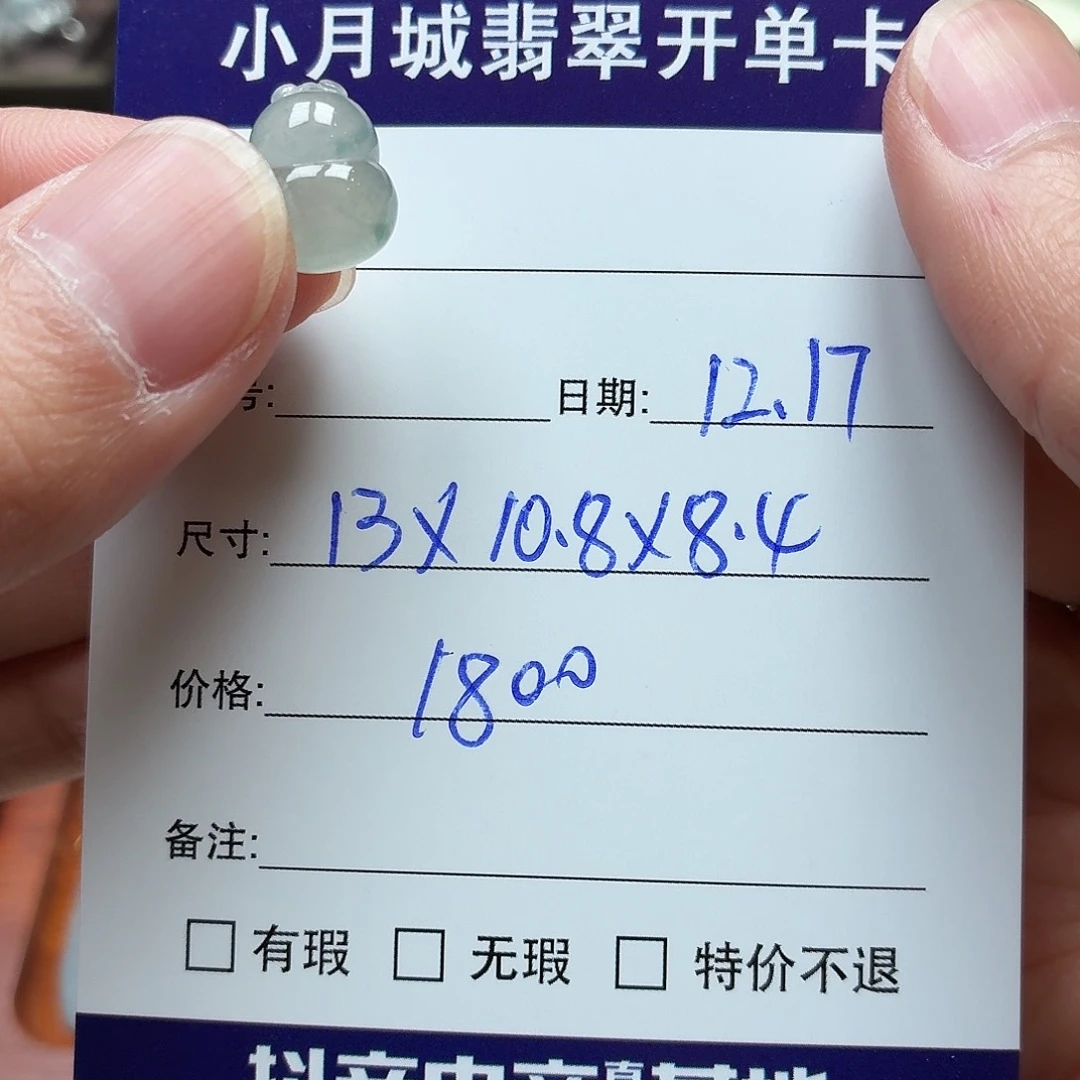 小月城翡翠开单卡
号: 日期: 12.17
尺寸: 13X10.8X8.4
价格: 1800
备注:
有瑕 无瑕 特价不退